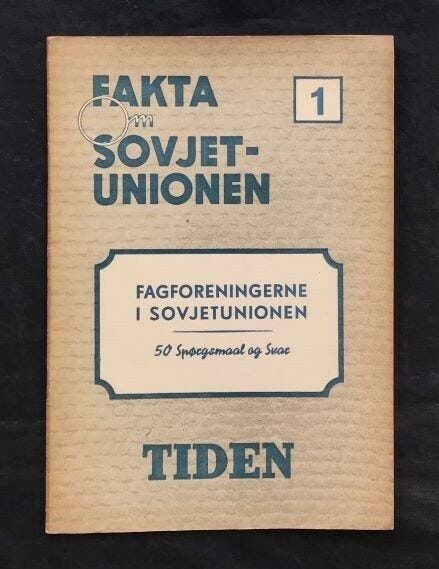 FAKTA
1
Om
SOVJET-
UNIONEN
FAGFORENINGERNE
I SOVJETUNIONEN
50 Spørgsmaal og Svar
TIDEN